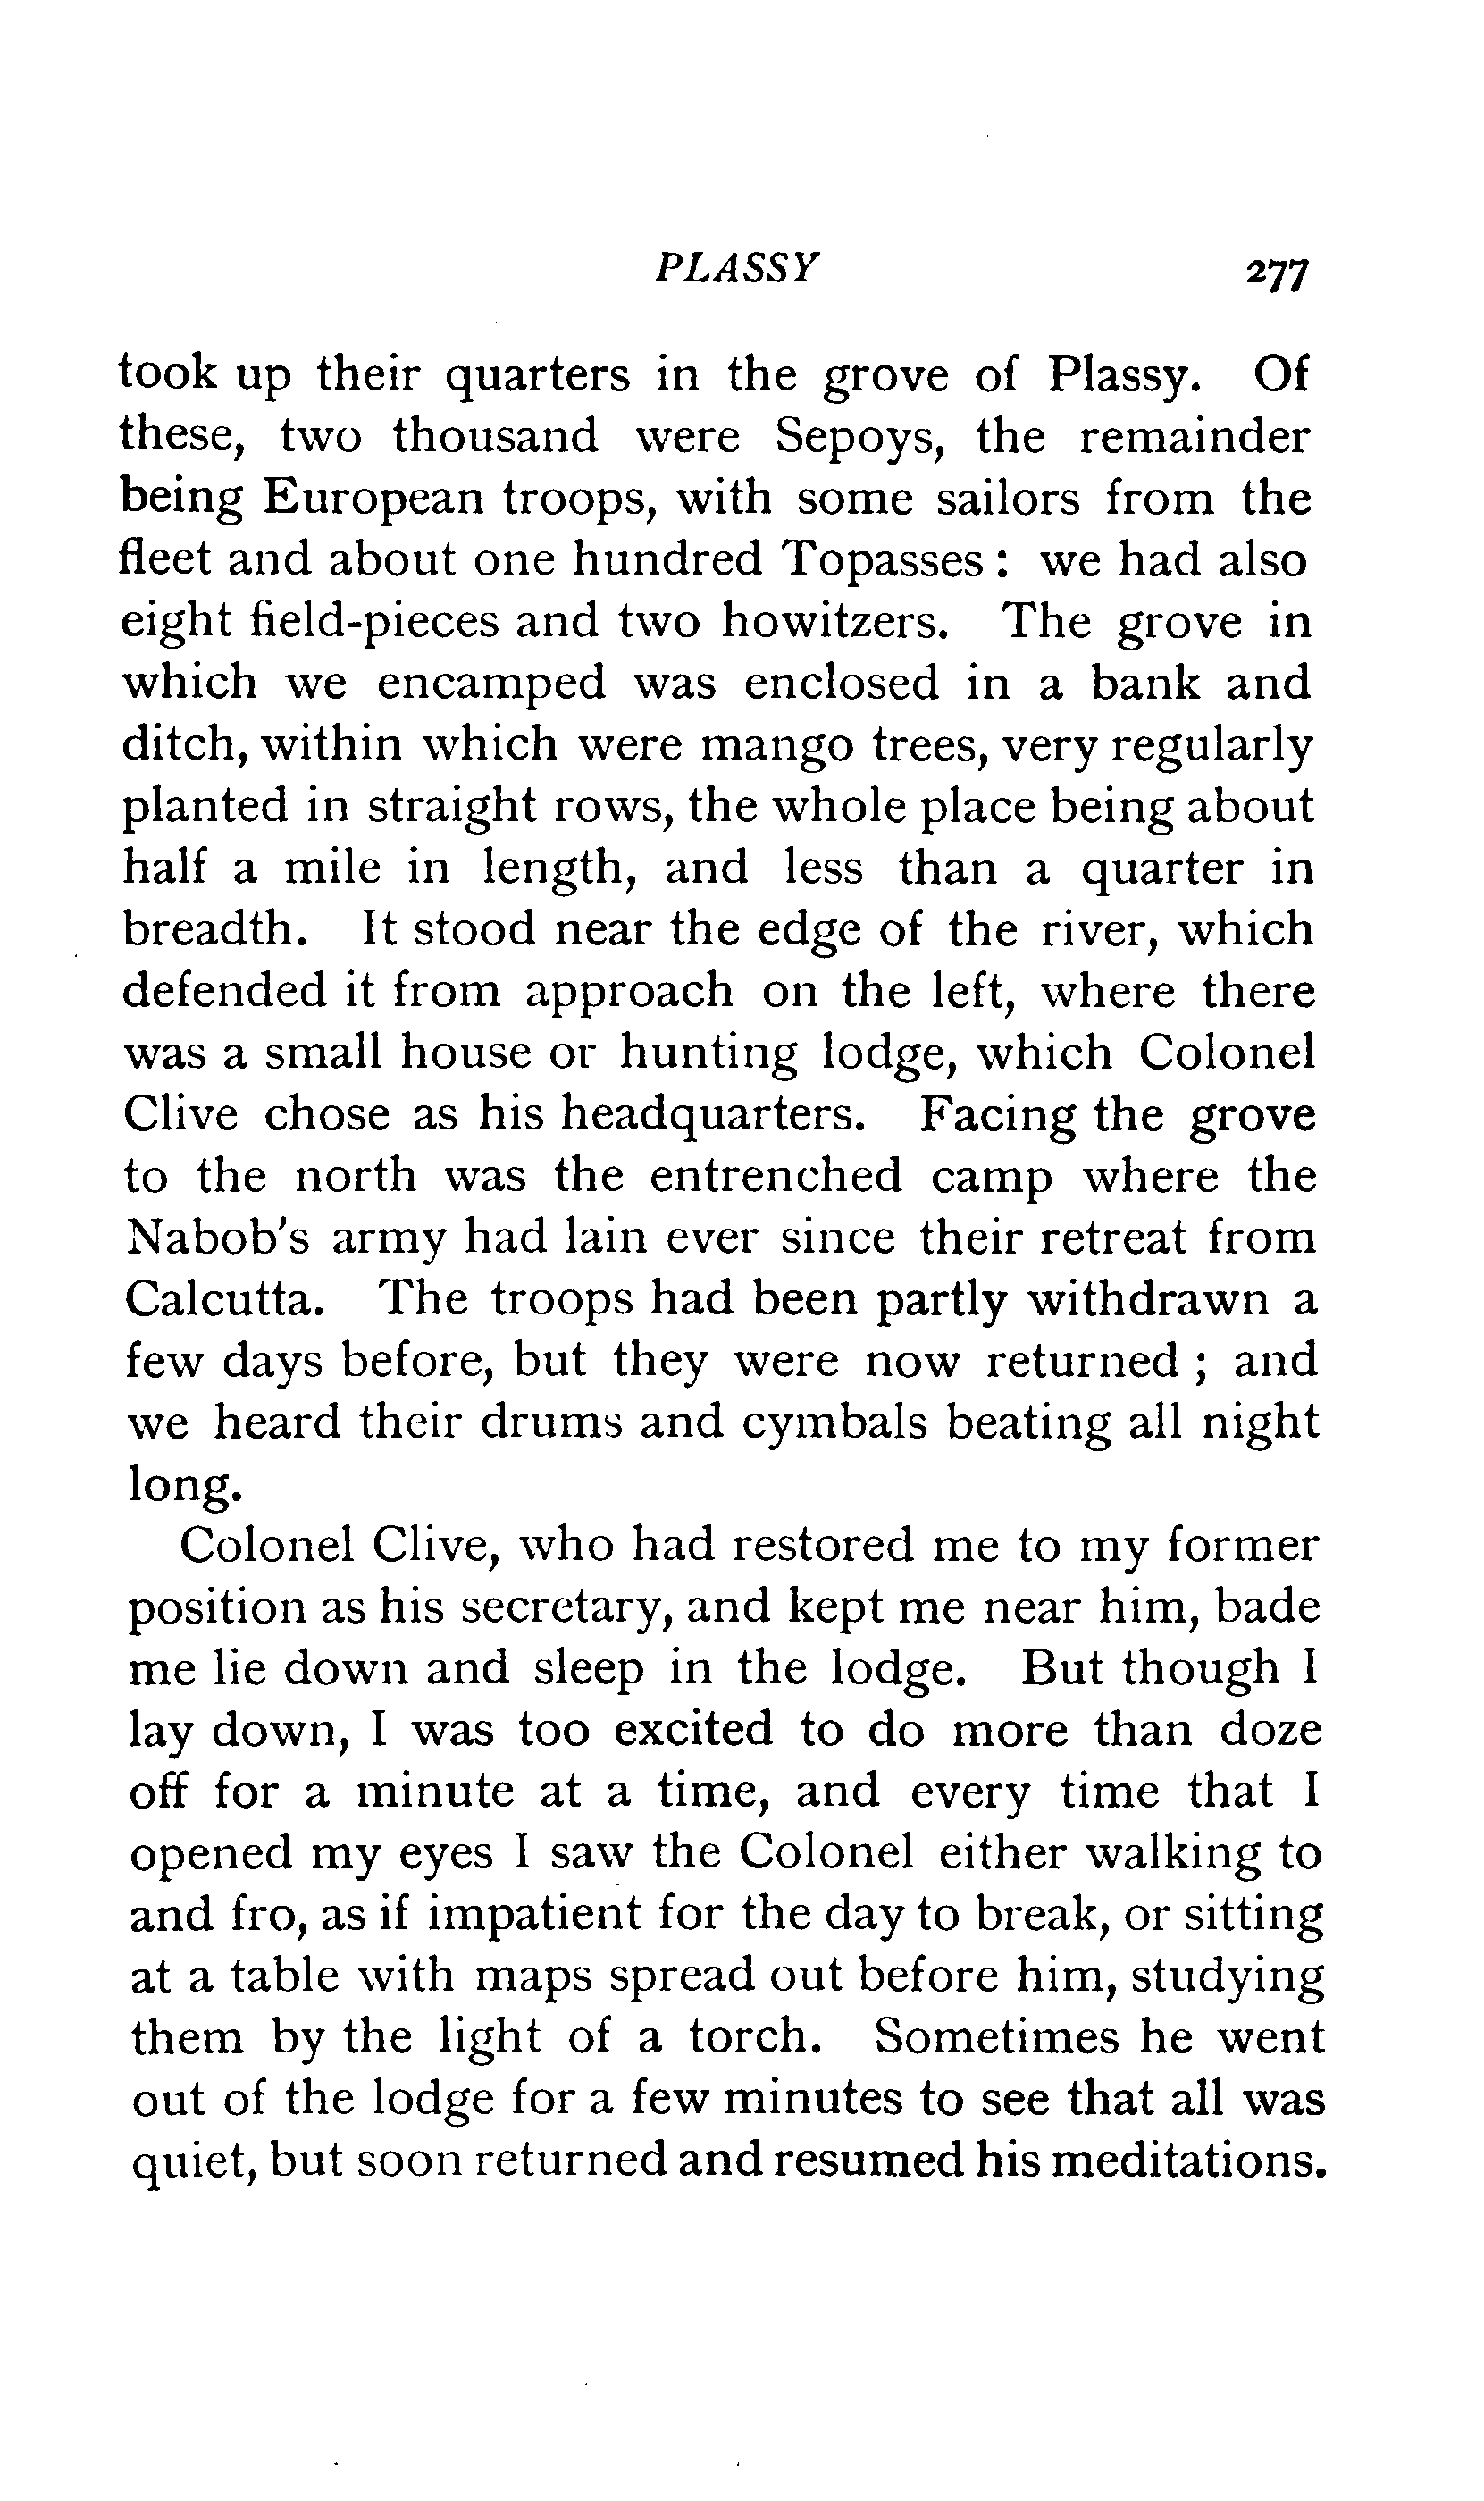 PLASSY 277
took up their quarters in the grove of Plassy. Of
these, two thousand were Sepoys, the remainder
being European troops, with some sailors from the
fleet and about one hundred Topasses : we had also
eight field-pieces and two howitzers. The grove in
which we encamped was enclosed in a bank and
ditch, within which were mango trees, very regularly
planted in straight rows, the whole place being about
half a mile in length, and less than a quarter in
breadth. It stood near the edge of the river, which
defended it from approach on the left, where there
was a small house or hunting lodge, which Colonel
Clive chose as his headquarters. Facing the grove
to the north was the entrenched camp where the
Nabob's army had lain ever since their retreat from
Calcutta. The troops had been partly withdrawn a
few days before, but they were now returned ; and
we heard their drums and cymbals beating all night
long.
Colonel Clive, who had restored me to my former
position as his secretary, and kept me near him, bade
me lie down and sleep in the lodge. But though I
lay down, I was too excited to do more than doze
off for a minute at a time, and every time that I
opened my eyes I saw the Colonel either walking to
and fro, as if impatient for the day to break, or sitting
at a table with maps spread out before him, studying
them by the light of a torch. Sometimes he went
out of the lodge for a few minutes to see that all was
quiet, but soon returned and resumed his meditations.